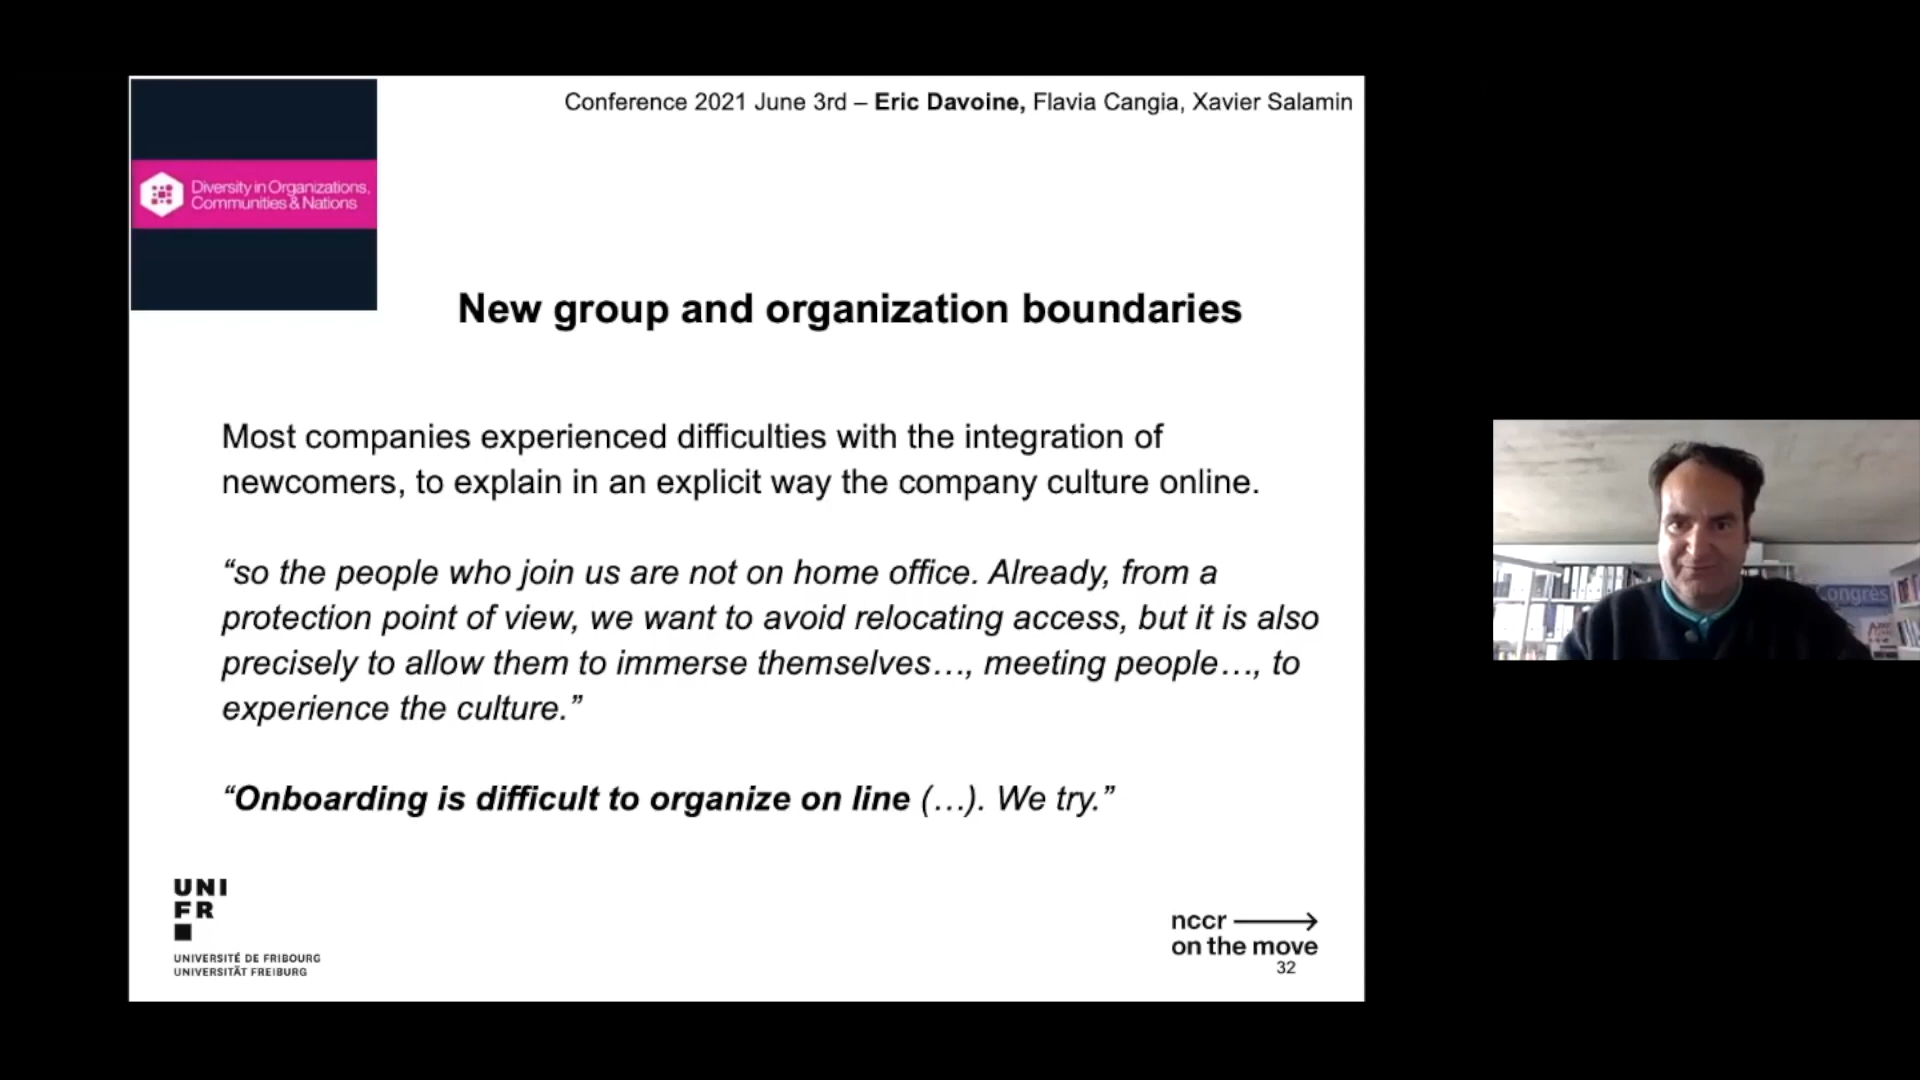 Conference 2021 June 3rd – Eric Davoine, Flavia Cangia, Xavier Salamin
Diversity in Organizations,
Communities & Nations
New group and organization boundaries
Most companies experienced difficulties with the integration of
newcomers, to explain in an explicit way the company culture online.
“so the people who join us are not on home office. Already, from a
protection point of view, we want to avoid relocating access, but it is also
precisely to allow them to immerse themselves…, meeting people…, to
experience the culture.”
“Onboarding is difficult to organize on line (…). We try.”
UNI
FR
UNIVERSITÉ DE FRIBOURG
UNIVERSITÄT FREIBURG
nccr
on the move
32
Congrès